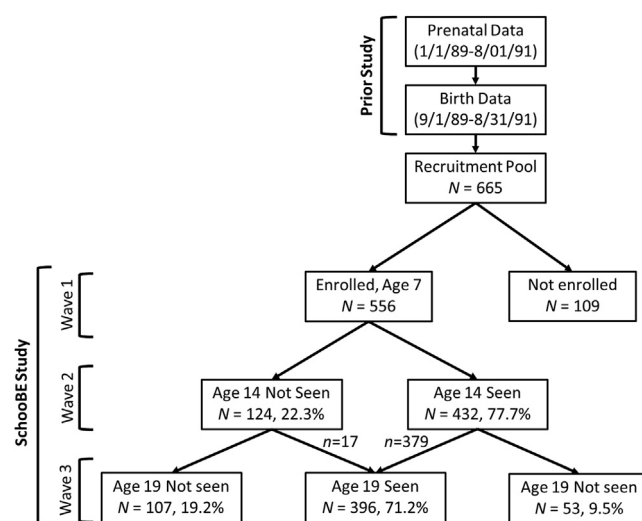 Prenatal Data
(1/1/89-8/01/91)
Prior Study
Birth Data
(9/1/89-8/31/91)
Recruitment Pool
N = 665
SchooBE Study
Wave 1
Enrolled, Age 7
N = 556
Not enrolled
N = 109
Wave 2
Age 14 Not Seen
N = 124, 22.3%
Age 14 Seen
N = 432, 77.7%
n=17
n=379
Wave 3
Age 19 Not seen
N = 107, 19.2%
Age 19 Seen
N = 396, 71.2%
Age 19 Not seen
N = 53, 9.5%